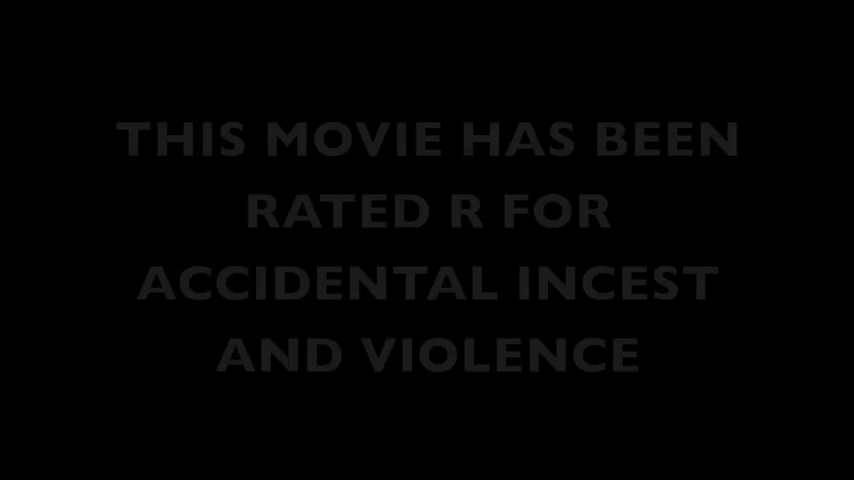 THIS MOVIE HAS BEEN
RATED R FOR
ACCIDENTAL INCEST
AND VIOLENCE